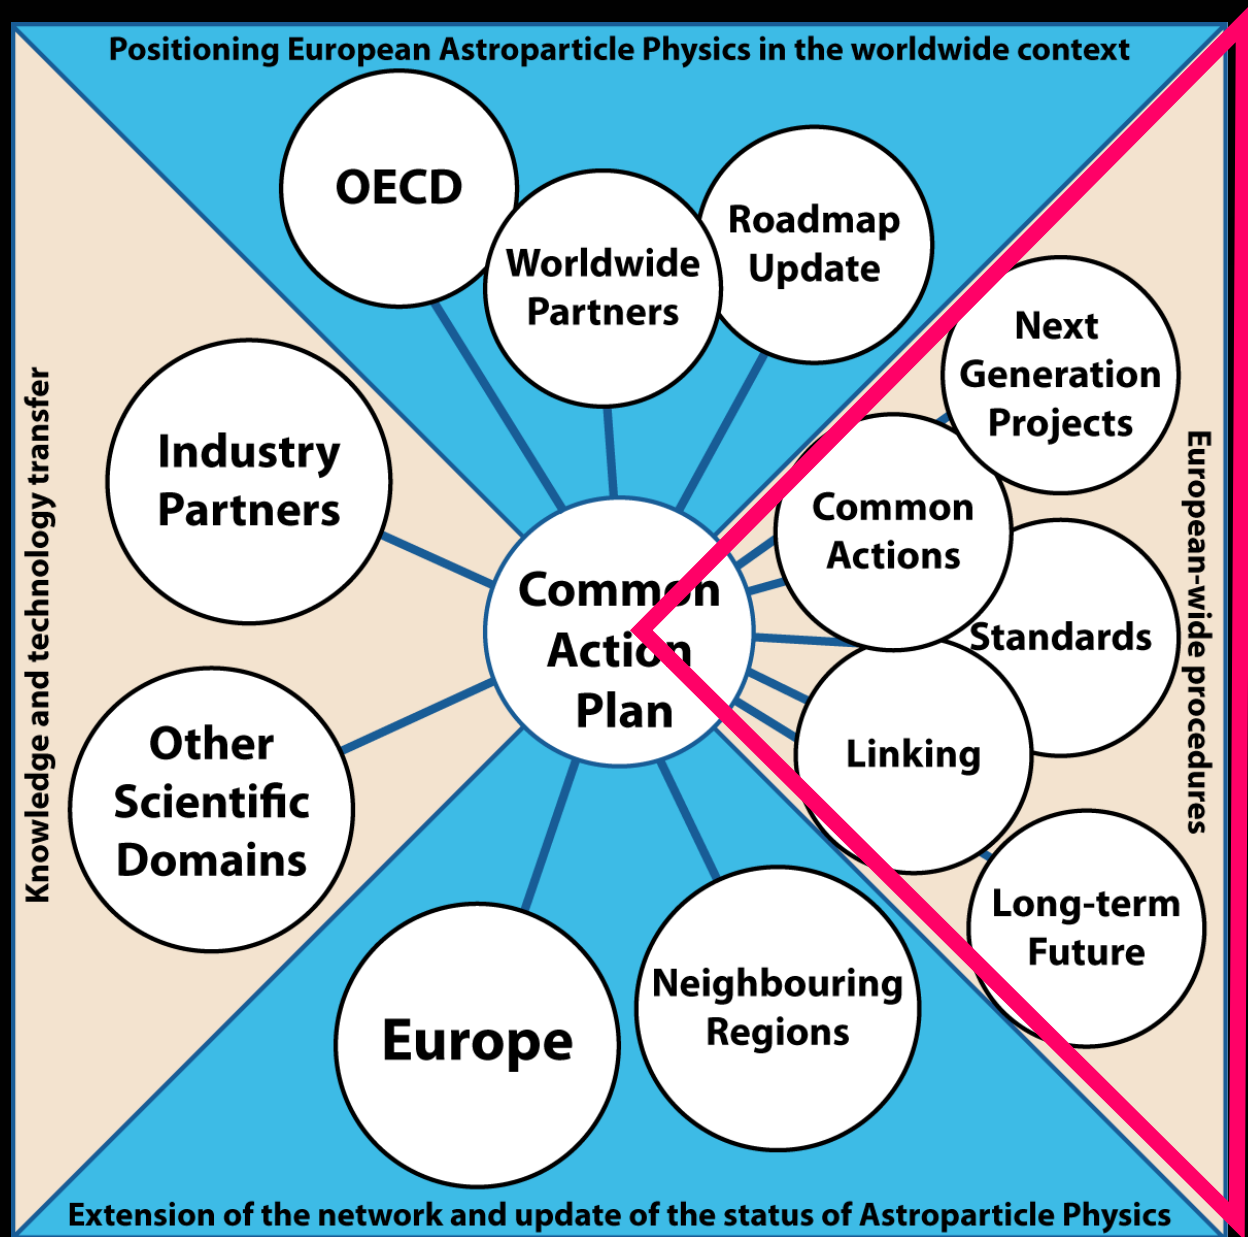 Positioning European Astroparticle Physics in the worldwide context
OECD
Worldwide
Partners
Roadmap
Update
Next
Generation
Projects
Common
Actions
Standards
Linking
Long-term
Future
European-wide procedures
Industry
Partners
Other
Scientific
Domains
Knowledge and technology transfer
Common
Action
Plan
Europe
Neighbouring
Regions
Extension of the network and update of the status of Astroparticle Physics